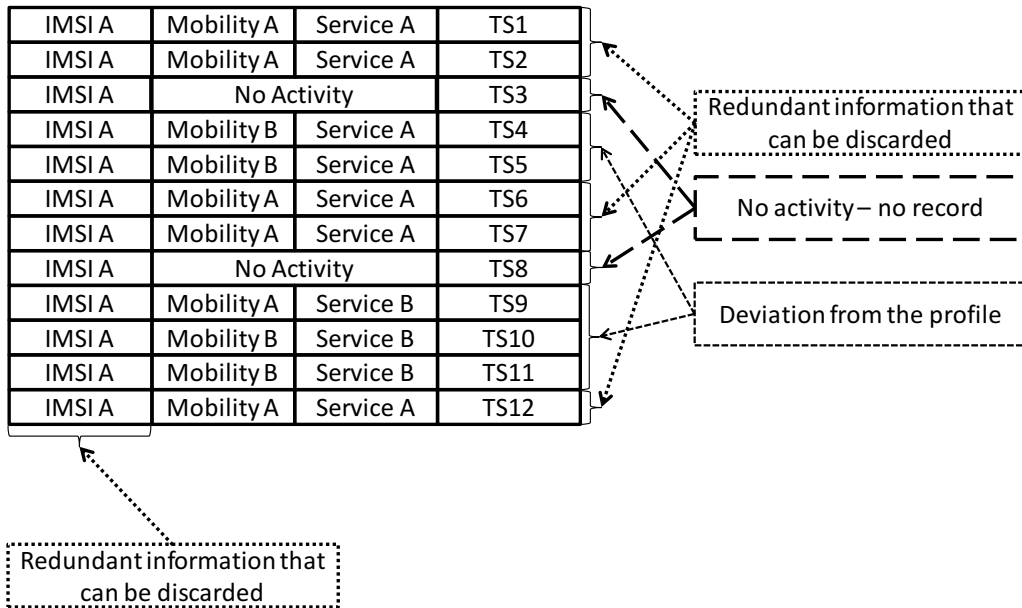 IMSI A Mobility A Service A TS1
IMSI A Mobility A Service A TS2
IMSI A No Activity TS3
IMSI A Mobility B Service A TS4
IMSI A Mobility B Service A TS5
IMSI A Mobility A Service A TS6
IMSI A Mobility A Service A TS7
IMSI A No Activity TS8
IMSI A Mobility A Service B TS9
IMSI A Mobility B Service B TS10
IMSI A Mobility B Service B TS11
IMSI A Mobility A Service A TS12
Redundant information that
can be discarded
No activity – no record
Deviation from the profile
Redundant information that
can be discarded